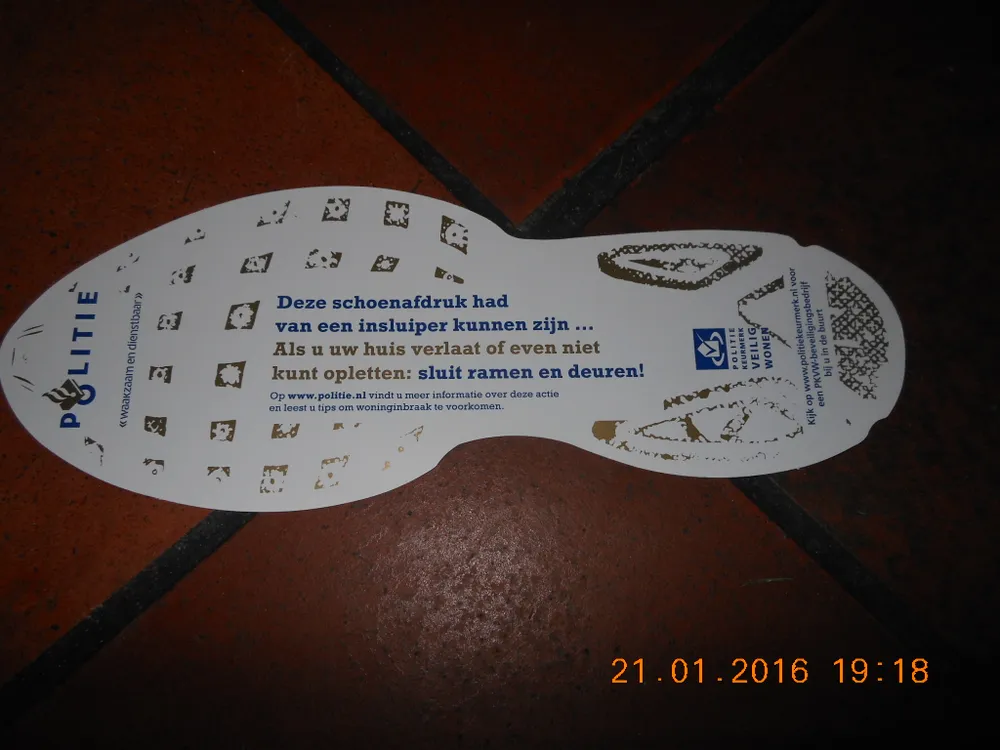 POLITIE
«waakzaam en dienstbaar»
Deze schoenafdruk had
van een insluiper kunnen zijn ...
Als u uw huis verlaat of even niet
kunt opletten: sluit ramen en deuren!
Op www.politie.nl vindt u meer informatie over deze actie
en leest u tips om woninginbraak te voorkomen.
POLITIE
KEURMERK
VEILIG
WONEN
Kijk op www.politiekeurmerk.nl voor
een PKVW-beveiligingsbedrijf
bij u in de buurt
21.01.2016 19:18